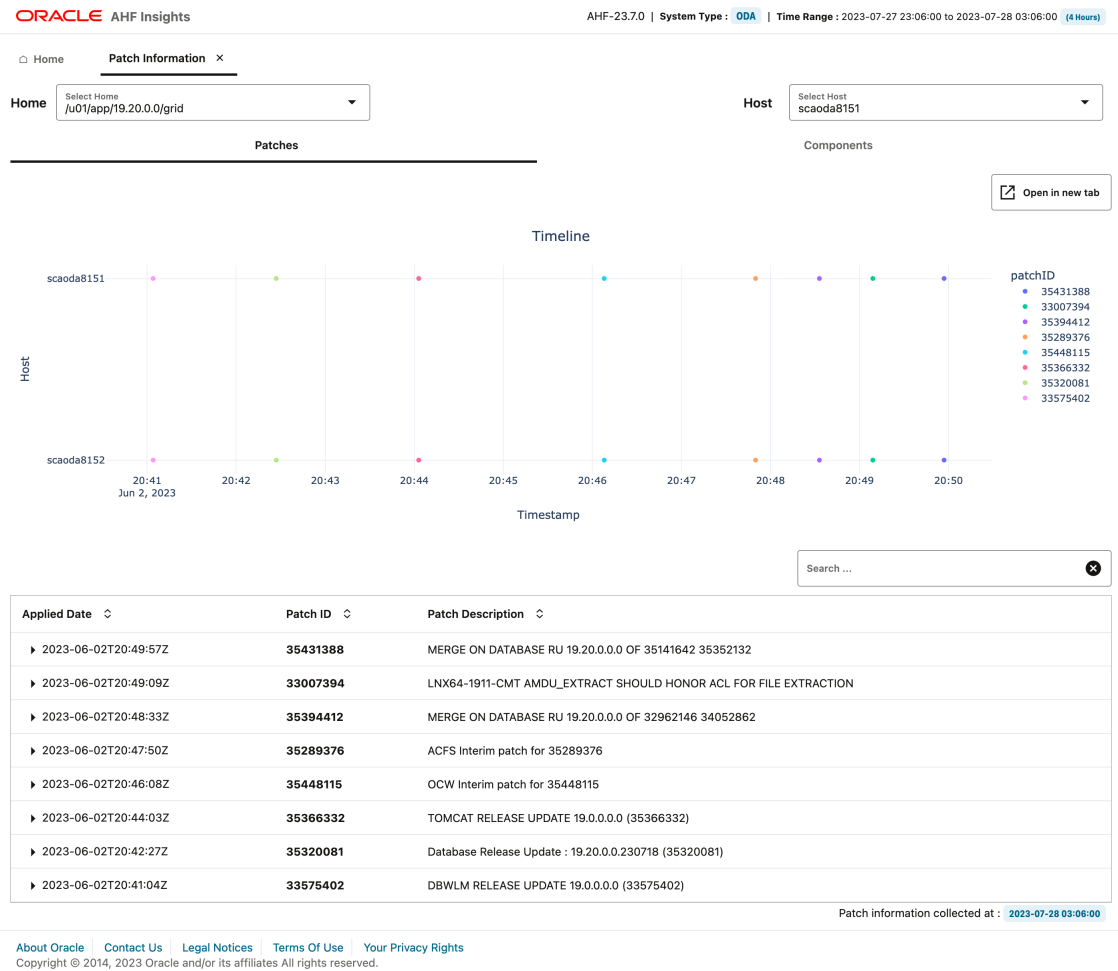 ORACLE AHF Insights
AHF-23.7.0 | System Type : ODA | Time Range : 2023-07-27 23:06:00 to 2023-07-28 03:06:00 (4 Hours)
Home Patch Information ×
Home Select Home /u01/app/19.20.0.0/grid
Host Select Host scaoda8151
Patches Components
Open in new tab
Timeline
scaoda8151
scaoda8152
Host
20:41 20:42 20:43 20:44 20:45 20:46 20:47 20:48 20:49 20:50
Jun 2, 2023
Timestamp
patchID
35431388
33007394
35394412
35289376
35448115
35366332
35320081
33575402
Search ...
Applied Date Patch ID Patch Description
2023-06-02T20:49:57Z 35431388 MERGE ON DATABASE RU 19.20.0.0.0 OF 35141642 35352132
2023-06-02T20:49:09Z 33007394 LNX64-1911-CMT AMDU_EXTRACT SHOULD HONOR ACL FOR FILE EXTRACTION
2023-06-02T20:48:33Z 35394412 MERGE ON DATABASE RU 19.20.0.0.0 OF 32962146 34052862
2023-06-02T20:47:50Z 35289376 ACFS Interim patch for 35289376
2023-06-02T20:46:08Z 35448115 OCW Interim patch for 35448115
2023-06-02T20:44:03Z 35366332 TOMCAT RELEASE UPDATE 19.0.0.0.0 (35366332)
2023-06-02T20:42:27Z 35320081 Database Release Update : 19.20.0.0.230718 (35320081)
2023-06-02T20:41:04Z 33575402 DBWLM RELEASE UPDATE 19.0.0.0.0 (33575402)
Patch information collected at : 2023-07-28 03:06:00
About Oracle Contact Us Legal Notices Terms Of Use Your Privacy Rights
Copyright © 2014, 2023 Oracle and/or its affiliates All rights reserved.